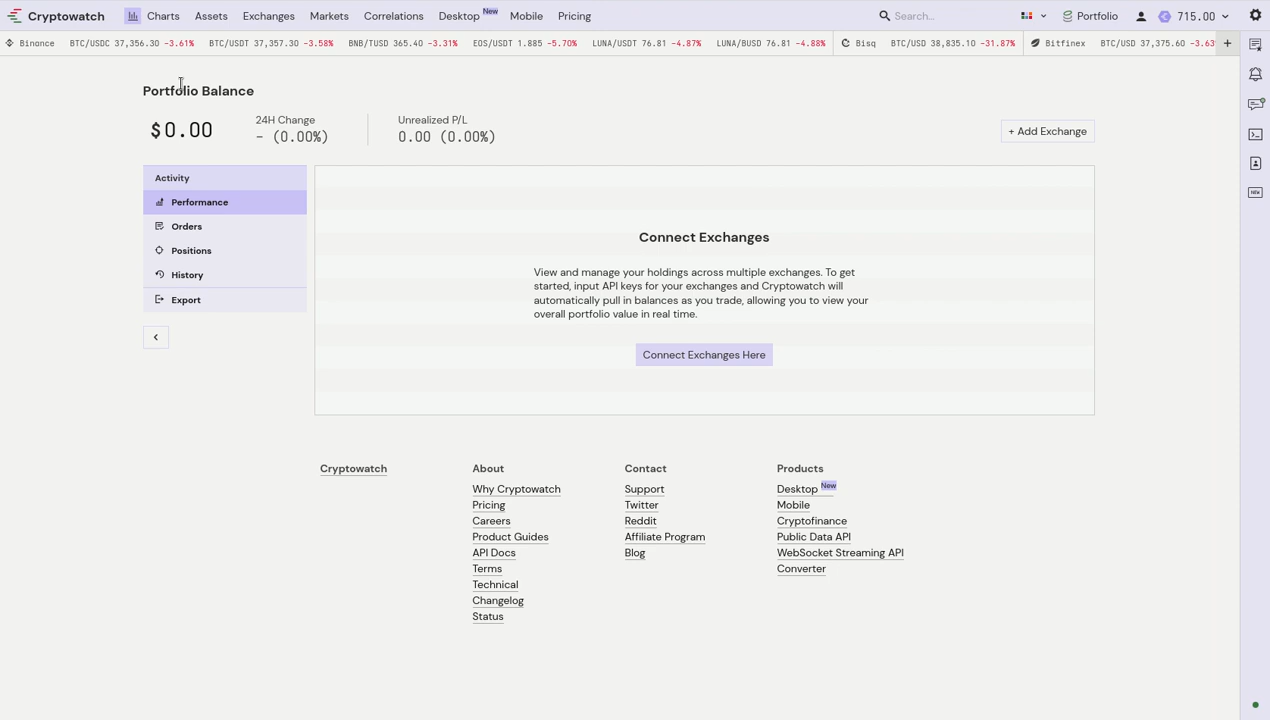 Cryptowatch Charts Assets Exchanges Markets Correlations Desktop New Mobile Pricing Search... Portfolio 715.00
Binance BTC/USDC 37,356.30 -3.61% BTC/USDT 37,357.30 -3.58% BNB/TUSD 365.40 -3.31% EOS/USDT 1.885 -5.70% LUNA/USDT 76.81 -4.87% LUNA/BUSD 76.81 -4.88% Bisq BTC/USD 38,835.10 -31.87% Bitfinex BTC/USD 37,375.60 -3.63 +
Portfolio Balance
$0.00
24H Change
- (0.00%)
Unrealized P/L
0.00 (0.00%)
+ Add Exchange
Activity
Performance
Orders
Positions
History
Export
Connect Exchanges
View and manage your holdings across multiple exchanges. To get
started, input API keys for your exchanges and Cryptowatch will
automatically pull in balances as you trade, allowing you to view your
overall portfolio value in real time.
Connect Exchanges Here
NEW
Cryptowatch
About
Why Cryptowatch
Pricing
Careers
Product Guides
API Docs
Terms
Technical
Changelog
Status
Contact
Support
Twitter
Reddit
Affiliate Program
Blog
Products
Desktop New
Mobile
Cryptofinance
Public Data API
WebSocket Streaming API
Converter